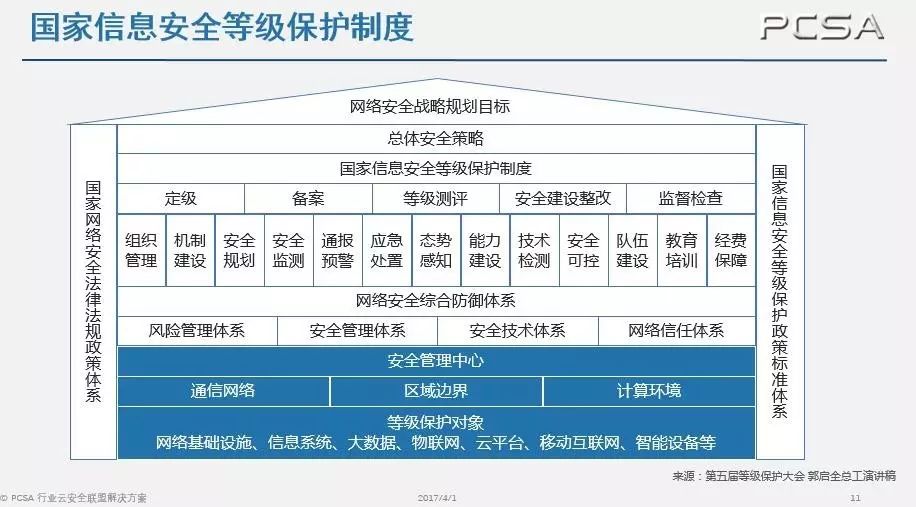 国家信息安全等级保护制度
PCSA
网络安全战略规划目标
国家网络安全法律法规政策体系
总体安全策略
国家信息安全等级保护制度
定级 备案 等级测评 安全建设整改 监督检查
组织管理 机制建设 安全规划 安全监测 通报预警 应急处置 态势感知 能力建设 技术检测 安全可控 队伍建设 教育培训 经费保障
网络安全综合防御体系
风险管理体系 安全管理体系 安全技术体系 网络信任体系
安全管理中心
通信网络 区域边界 计算环境
等级保护对象
网络基础设施、信息系统、大数据、物联网、云平台、移动互联网、智能设备等
国家信息安全等级保护政策标准体系
来源：第五届等级保护大会 郭启全总工演讲稿
© PCSA 行业云安全联盟解决方案 2017/4/1 11